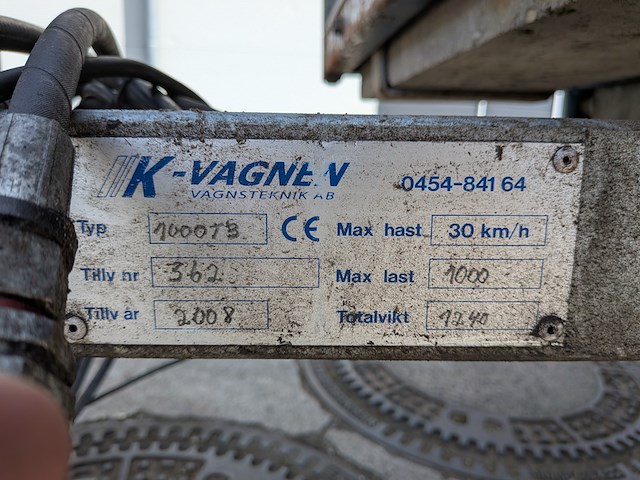 K-VAGNEN
VAGNSTEKNIK AB
0454-841 64
Typ 1000TB CE Max hast 30 km/h
Tillv nr 362 Max last 1000
Tillv år 2008 Totalvikt 1240